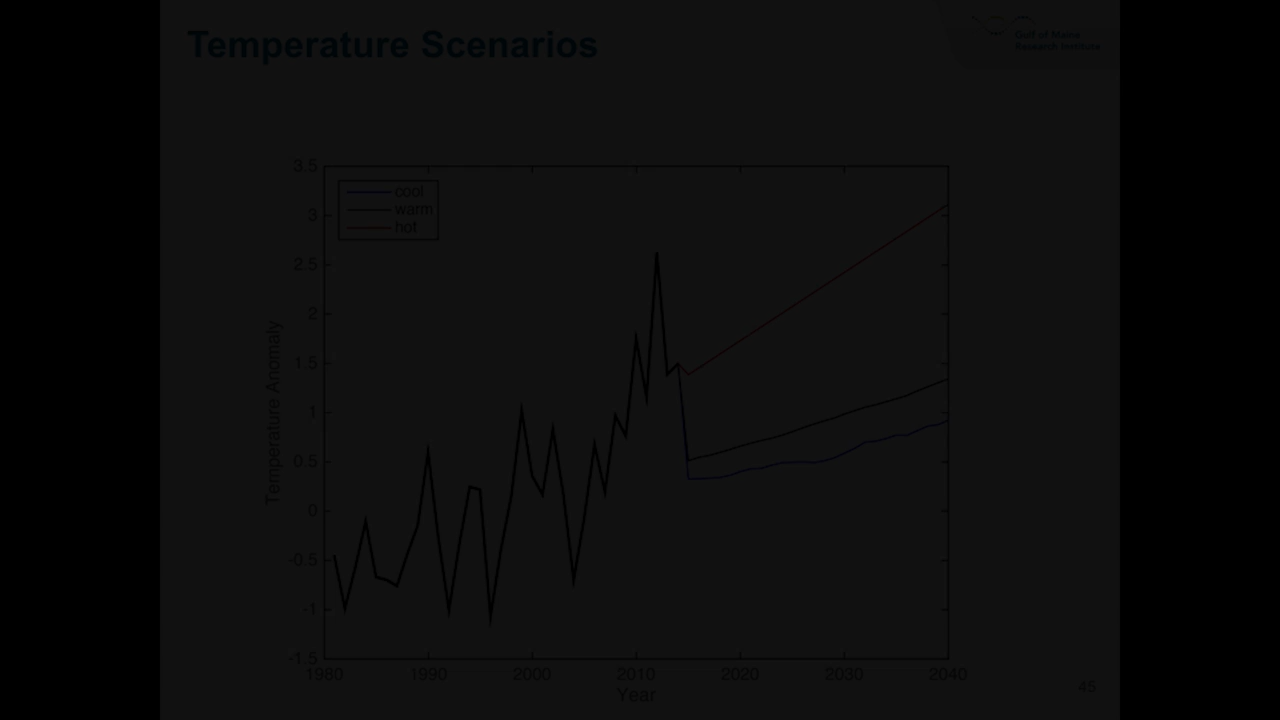 Temperature Scenarios
Gulf of Maine
Research Institute
3.5
3
2.5
2
1.5
1
0.5
0
-0.5
-1
-1.5
cool
warm
hot
Temperature Anomaly
1980
1990
2000
2010
2020
2030
2040
Year
45